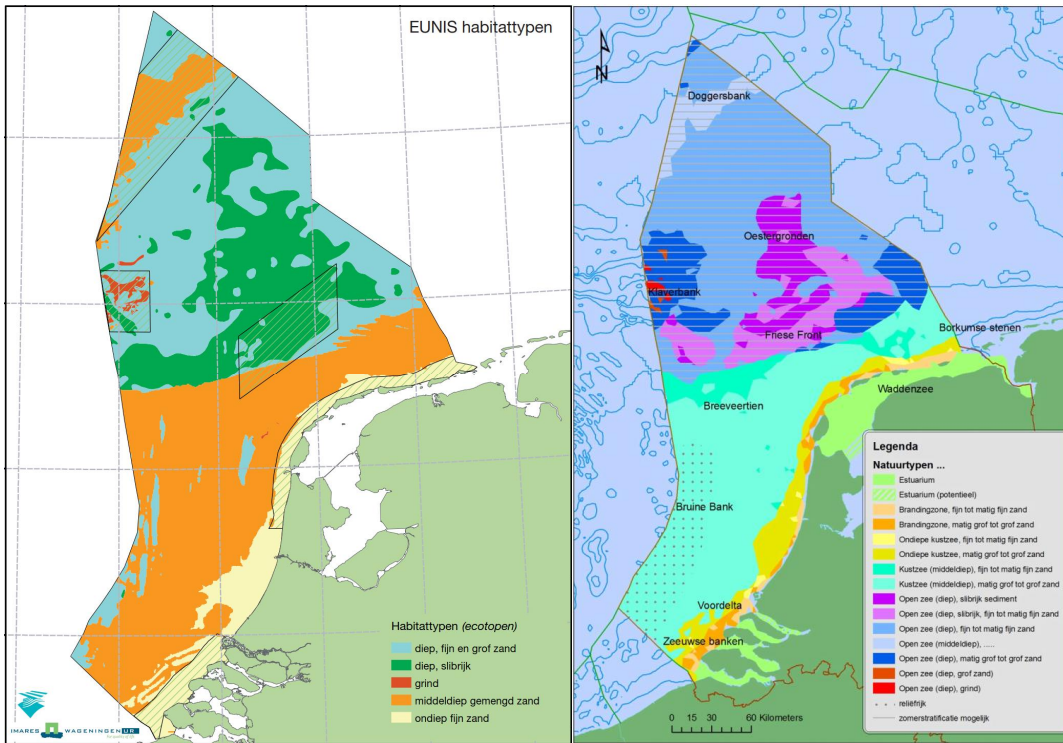 EUNIS habitattypen
Habitattypen (ecotopen)
diep, fijn en grof zand
diep, slibrijk
grind
middeldiep gemengd zand
ondiep fijn zand
IMARES WAGENINGEN UR
N
Doggersbank
Oestergronden
Klaverbank
Friese Front
Borkumse stenen
Waddenzee
Breeveertien
Bruine Bank
Voordelta
Zeeuwse banken
0 15 30 60 Kilometers
Legenda
Natuurtypen ...
Estuarium
Estuarium (potentieel)
Brandingzone, fijn tot matig fijn zand
Brandingzone, matig grof tot grof zand
Ondiepe kustzee, fijn tot matig fijn zand
Ondiepe kustzee, matig grof tot grof zand
Kustzee (middeldiep), fijn tot matig fijn zand
Kustzee (middeldiep), matig grof tot grof zand
Open zee (diep), slibrijk sediment
Open zee (diep), slibrijk, fijn tot matig fijn zand
Open zee (diep), fijn tot matig fijn zand
Open zee (middeldiep), .....
Open zee (diep), matig grof tot grof zand
Open zee (diep, grof zand)
Open zee (diep), grind)
reliëfrijk
zomerstratificatie mogelijk